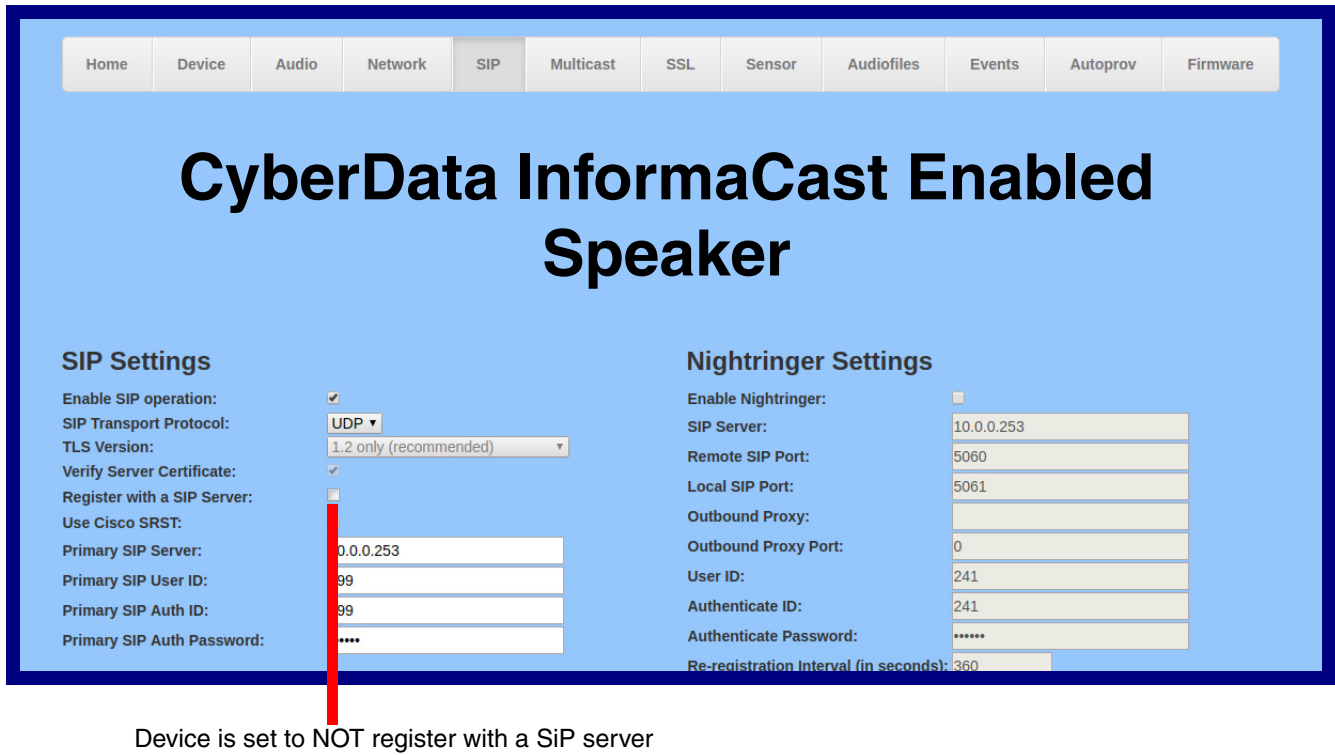 Home Device Audio Network SIP Multicast SSL Sensor Audiofiles Events Autoprov Firmware
CyberData InformaCast Enabled
Speaker
SIP Settings
Enable SIP operation:
SIP Transport Protocol: UDP
TLS Version: 1.2 only (recommended)
Verify Server Certificate:
Register with a SIP Server:
Use Cisco SRST:
Primary SIP Server: 0.0.0.253
Primary SIP User ID: 99
Primary SIP Auth ID: 99
Primary SIP Auth Password: •••••
Nightringer Settings
Enable Nightringer:
SIP Server: 10.0.0.253
Remote SIP Port: 5060
Local SIP Port: 5061
Outbound Proxy:
Outbound Proxy Port: 0
User ID: 241
Authenticate ID: 241
Authenticate Password: ••••••
Re-registration Interval (in seconds): 360
Device is set to NOT register with a SiP server